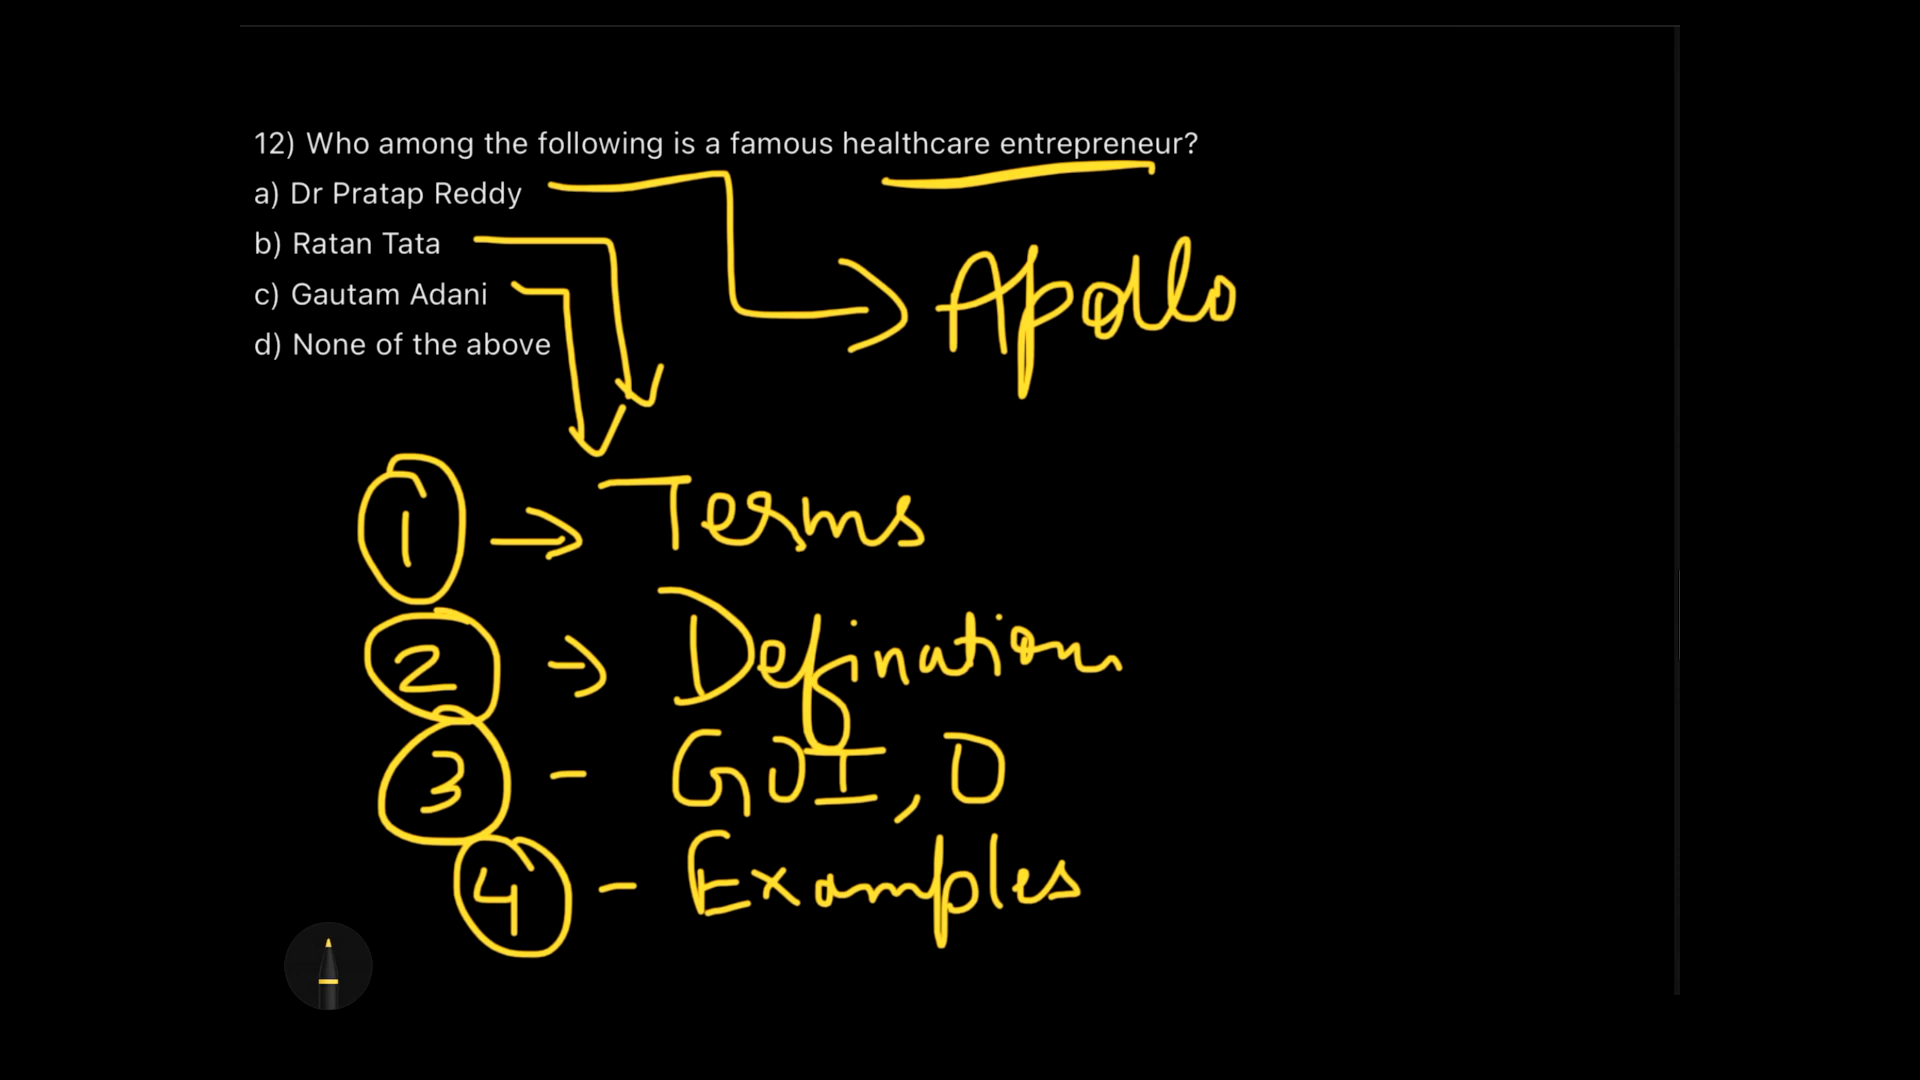 12) Who among the following is a famous healthcare entrepreneur?
a) Dr Pratap Reddy
b) Ratan Tata
c) Gautam Adani
d) None of the above
Apollo
1 → Terms
2 → Defination
3 - GOI, O
4 - Examples